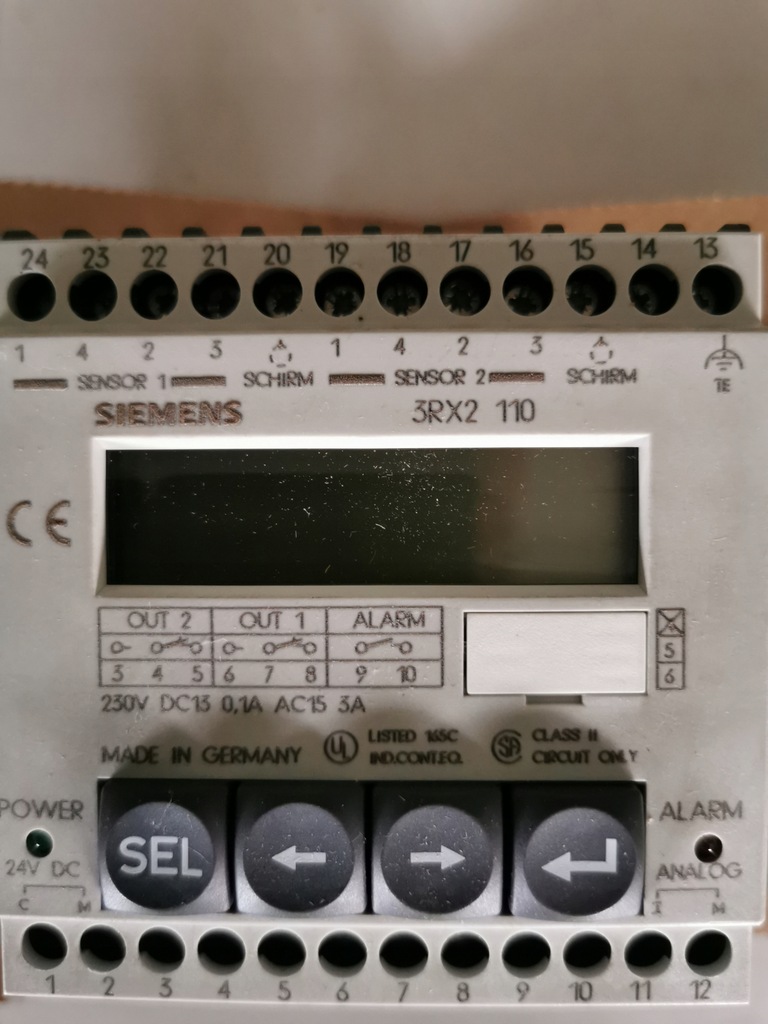 24 23 22 21 20 19 18 17 16 15 14 13
1 4 2 3 1 4 2 3
SENSOR 1 SCHIRM SENSOR 2 SCHIRM TE
SIEMENS 3RX2 110
CE
OUT 2 OUT 1 ALARM
3 4 5 6 7 8 9 10
5
6
230V DC13 0,1A AC15 3A
MADE IN GERMANY
UL LISTED 165C
IND.CONT.EQ.
SA CLASS II
CIRCUIT ONLY
POWER
24V DC
C M
SEL
ALARM
ANALOG
I M
1 2 3 4 5 6 7 8 9 10 11 12